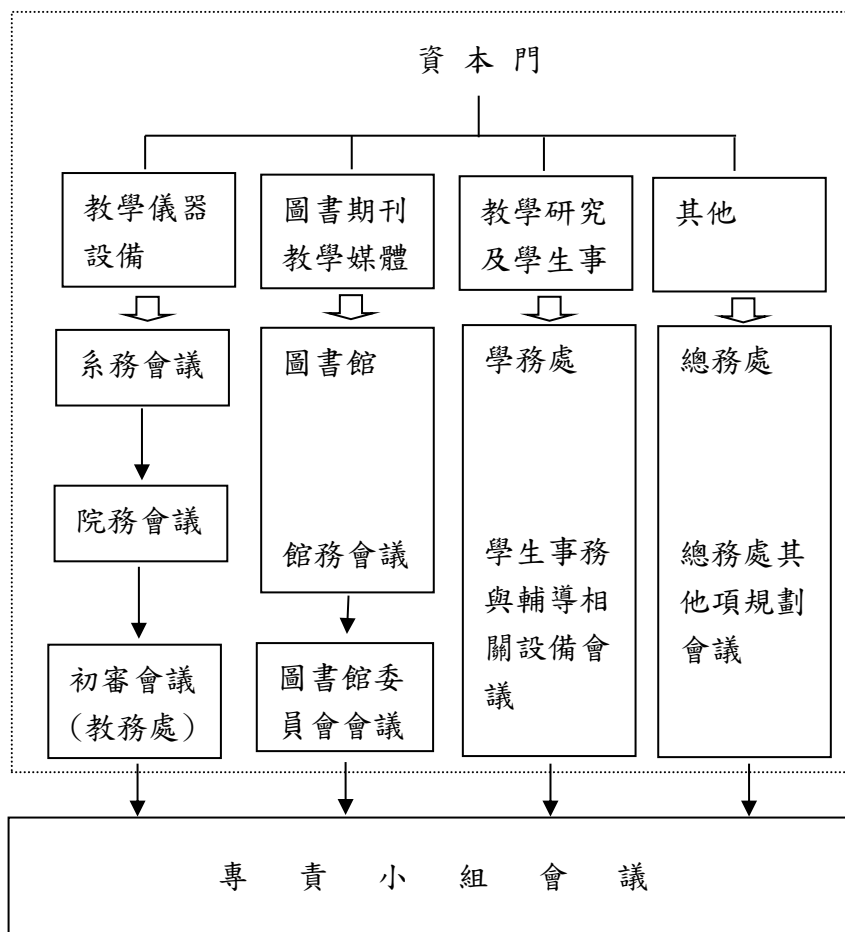 資本門
教學儀器
設備
圖書期刊
教學媒體
教學研究
及學生事
其他
系務會議
院務會議
初審會議
（教務處）
圖書館
館務會議
圖書館委
員會會議
學務處
學生事務
與輔導相
關設備會
議
總務處
總務處其
他項規劃
會議
專責小組會議